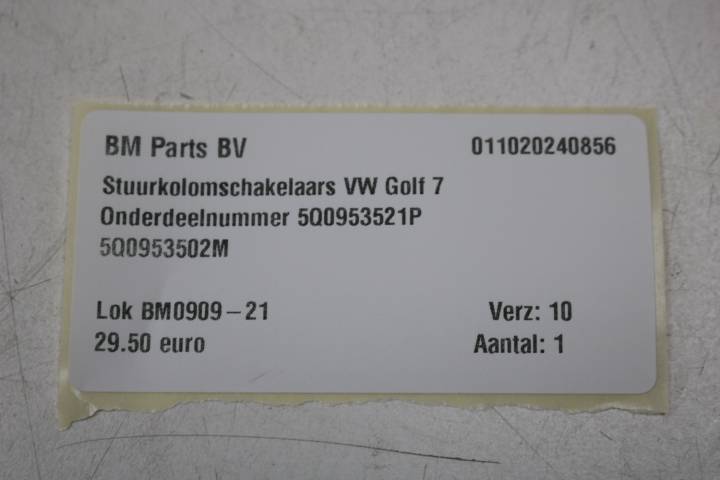 BM Parts BV 011020240856
Stuurkolomschakelaars VW Golf 7
Onderdeelnummer 5Q0953521P
5Q0953502M
Lok BM0909-21 Verz: 10
29.50 euro Aantal: 1